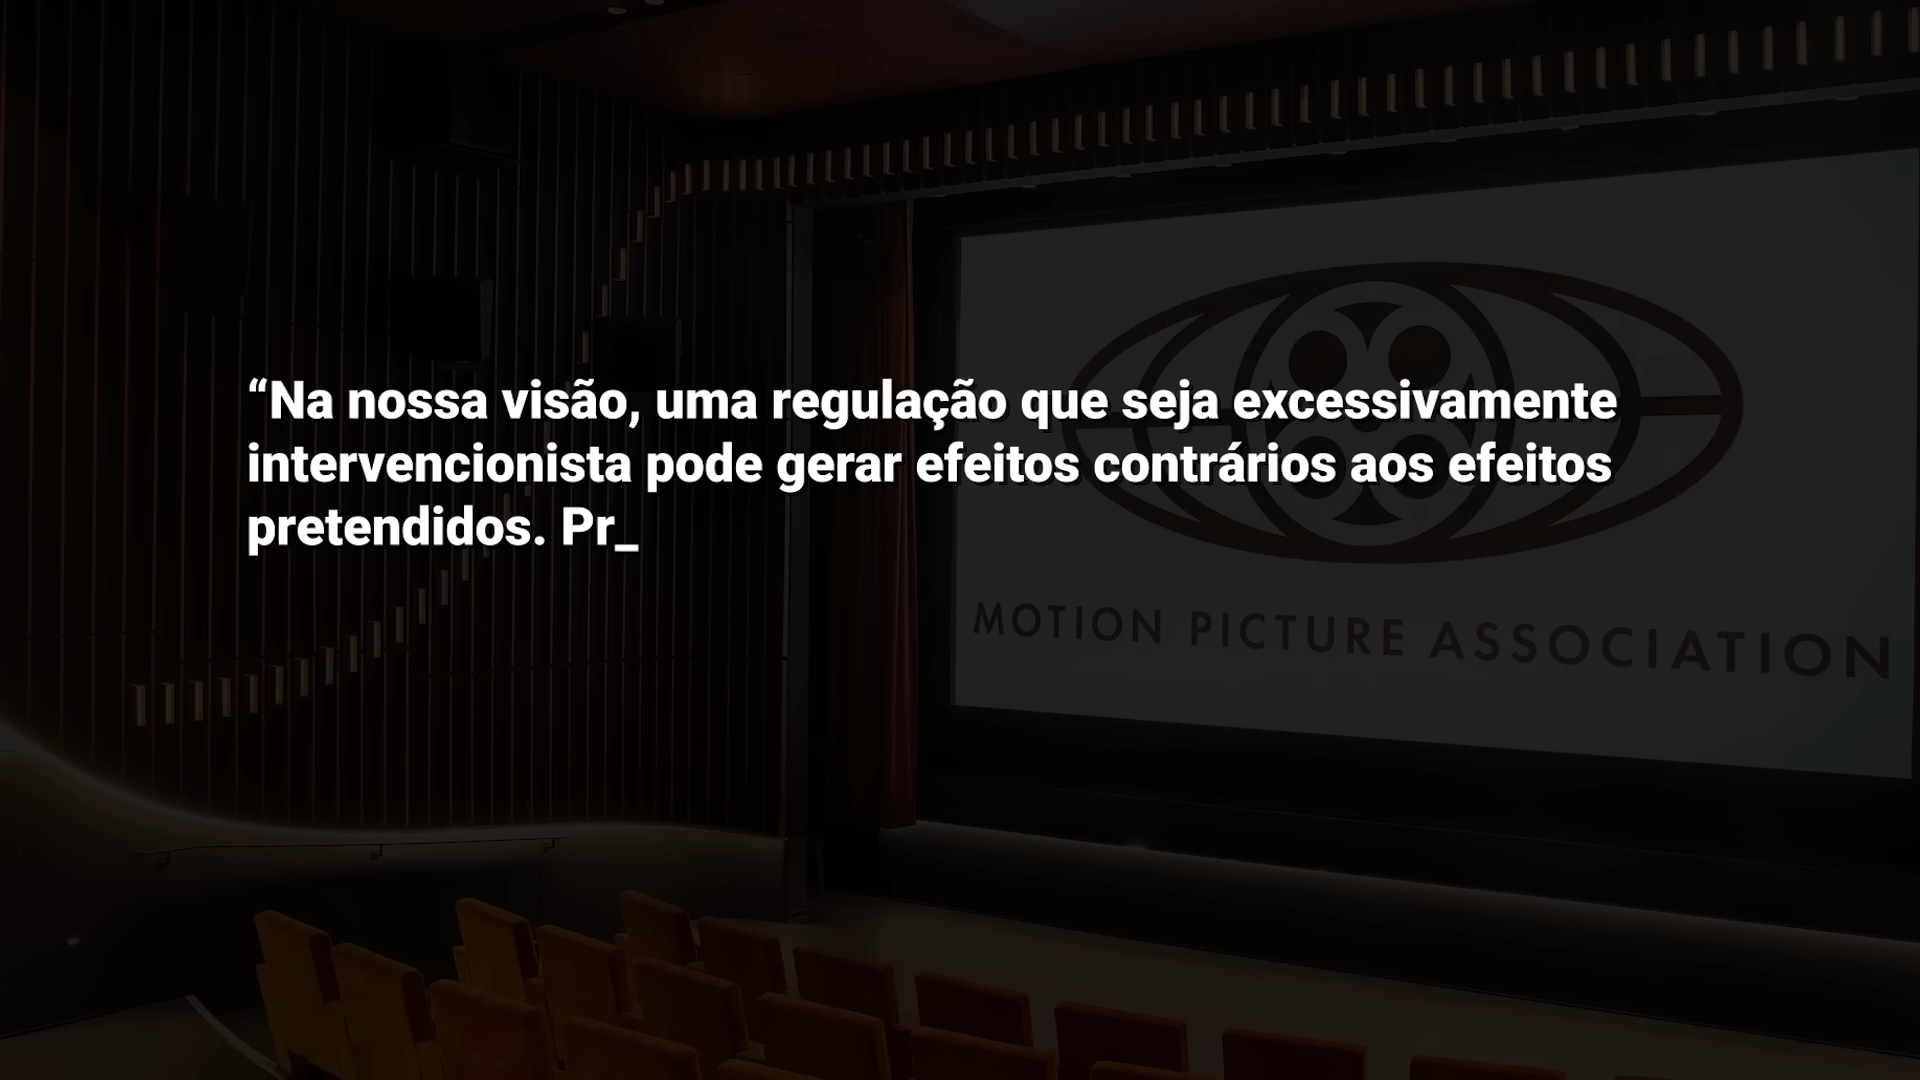 “Na nossa visão, uma regulação que seja excessivamente
intervencionista pode gerar efeitos contrários aos efeitos
pretendidos. Pr_
MOTION PICTURE ASSOCIATION